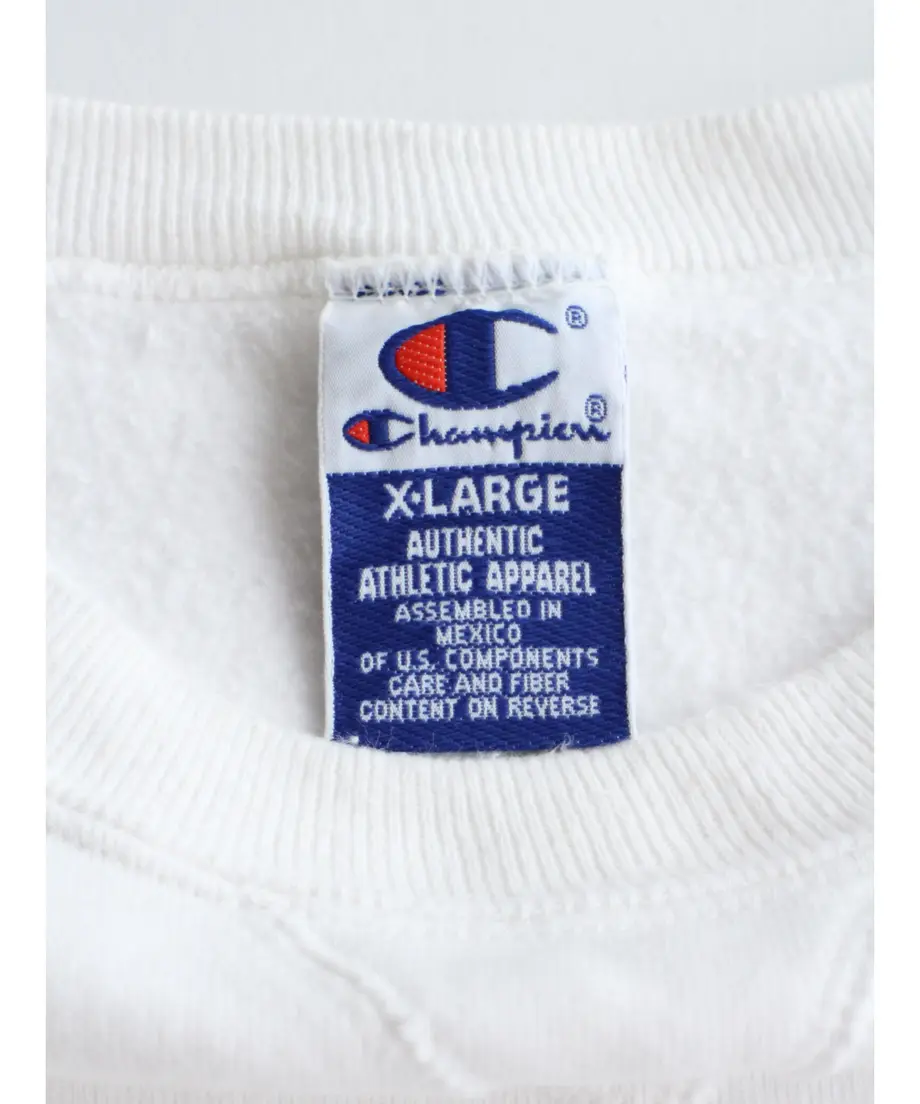 ®
Champion®
X-LARGE
AUTHENTIC
ATHLETIC APPAREL
ASSEMBLED IN
MEXICO
OF U.S. COMPONENTS
CARE AND FIBER
CONTENT ON REVERSE